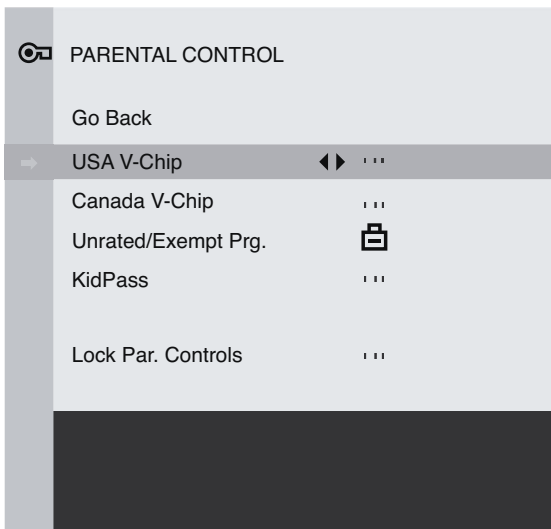 PARENTAL CONTROL
Go Back
USA V-Chip
Canada V-Chip
Unrated/Exempt Prg.
KidPass
Lock Par. Controls